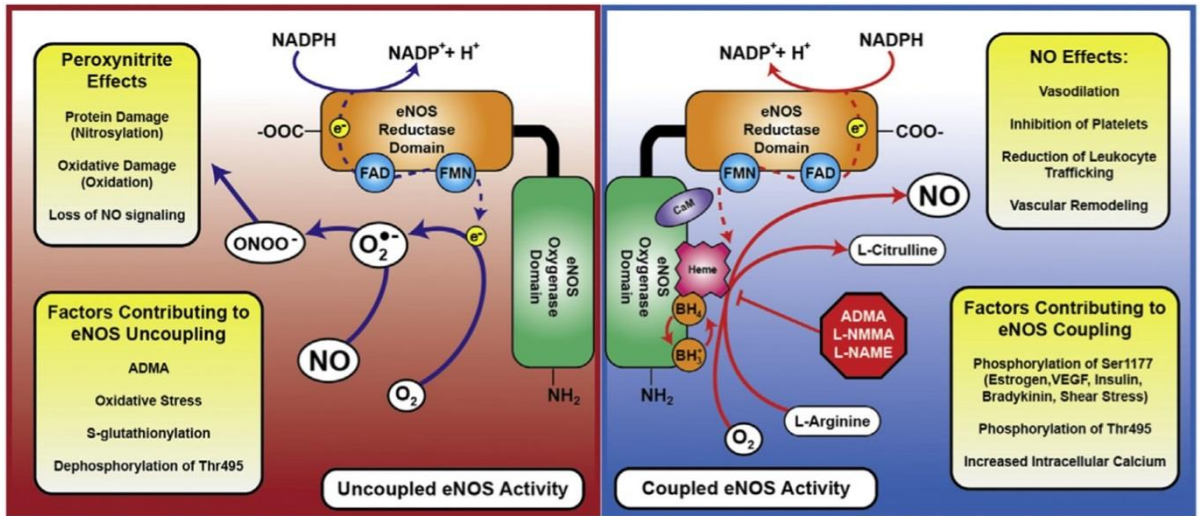 Peroxynitrite
Effects
Protein Damage
(Nitrosylation)
Oxidative Damage
(Oxidation)
Loss of NO signaling
NADPH
NADP⁺+ H⁺
-OOC
e⁻
eNOS
Reductase
Domain
FAD
FMN
e⁻
O₂•⁻
ONOO⁻
NO
O₂
eNOS
Oxygenase
Domain
NH₂
Factors Contributing to
eNOS Uncoupling
ADMA
Oxidative Stress
S-glutathionylation
Dephosphorylation of Thr495
Uncoupled eNOS Activity
NADP⁺+ H⁺
NADPH
eNOS
Reductase
Domain
e⁻
COO-
FMN
FAD
CaM
eNOS
Oxygenase
Domain
Heme
BH₄
BH₃⁺
NH₂
NO
L-Citrulline
ADMA
L-NMMA
L-NAME
L-Arginine
O₂
Coupled eNOS Activity
NO Effects:
Vasodilation
Inhibition of Platelets
Reduction of Leukocyte
Trafficking
Vascular Remodeling
Factors Contributing to
eNOS Coupling
Phosphorylation of Ser1177
(Estrogen,VEGF, Insulin,
Bradykinin, Shear Stress)
Phosphorylation of Thr495
Increased Intracellular Calcium